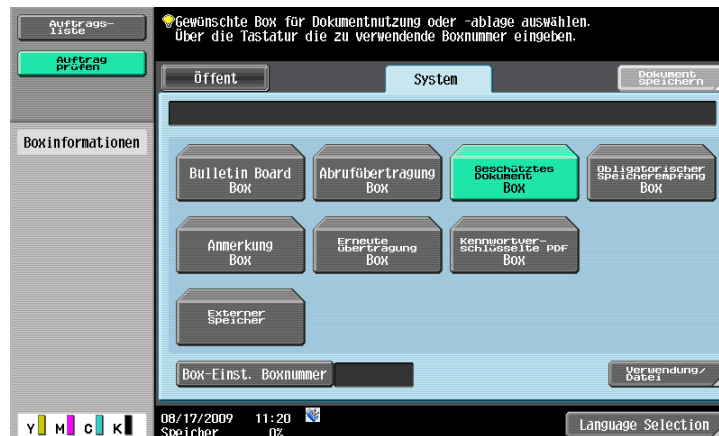 Auftrags-
liste
Auftrag
prüfen
Boxinformationen
Gewünschte Box für Dokumentnutzung oder -ablage auswählen.
Über die Tastatur die zu verwendende Boxnummer eingeben.
Öffent
System
Dokument
speichern
Bulletin Board
Box
Abrufübertragung
Box
Geschütztes
Dokument
Box
Obligatorischer
Speicherempfang
Box
Anmerkung
Box
Erneute
übertragung
Box
Kennwortver-
schlüsselte PDF
Box
Externer
Speicher
Box-Einst. Boxnummer
Verwendung/
Datei
Y M C K
08/17/2009 11:20
Speicher 0%
Language Selection